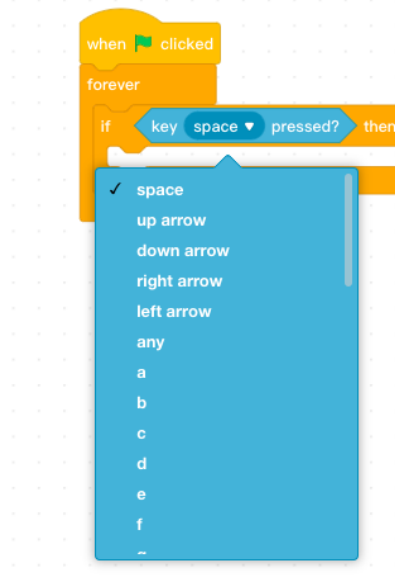 when clicked
forever
if key space ▼ pressed? then
✓ space
up arrow
down arrow
right arrow
left arrow
any
a
b
c
d
e
f